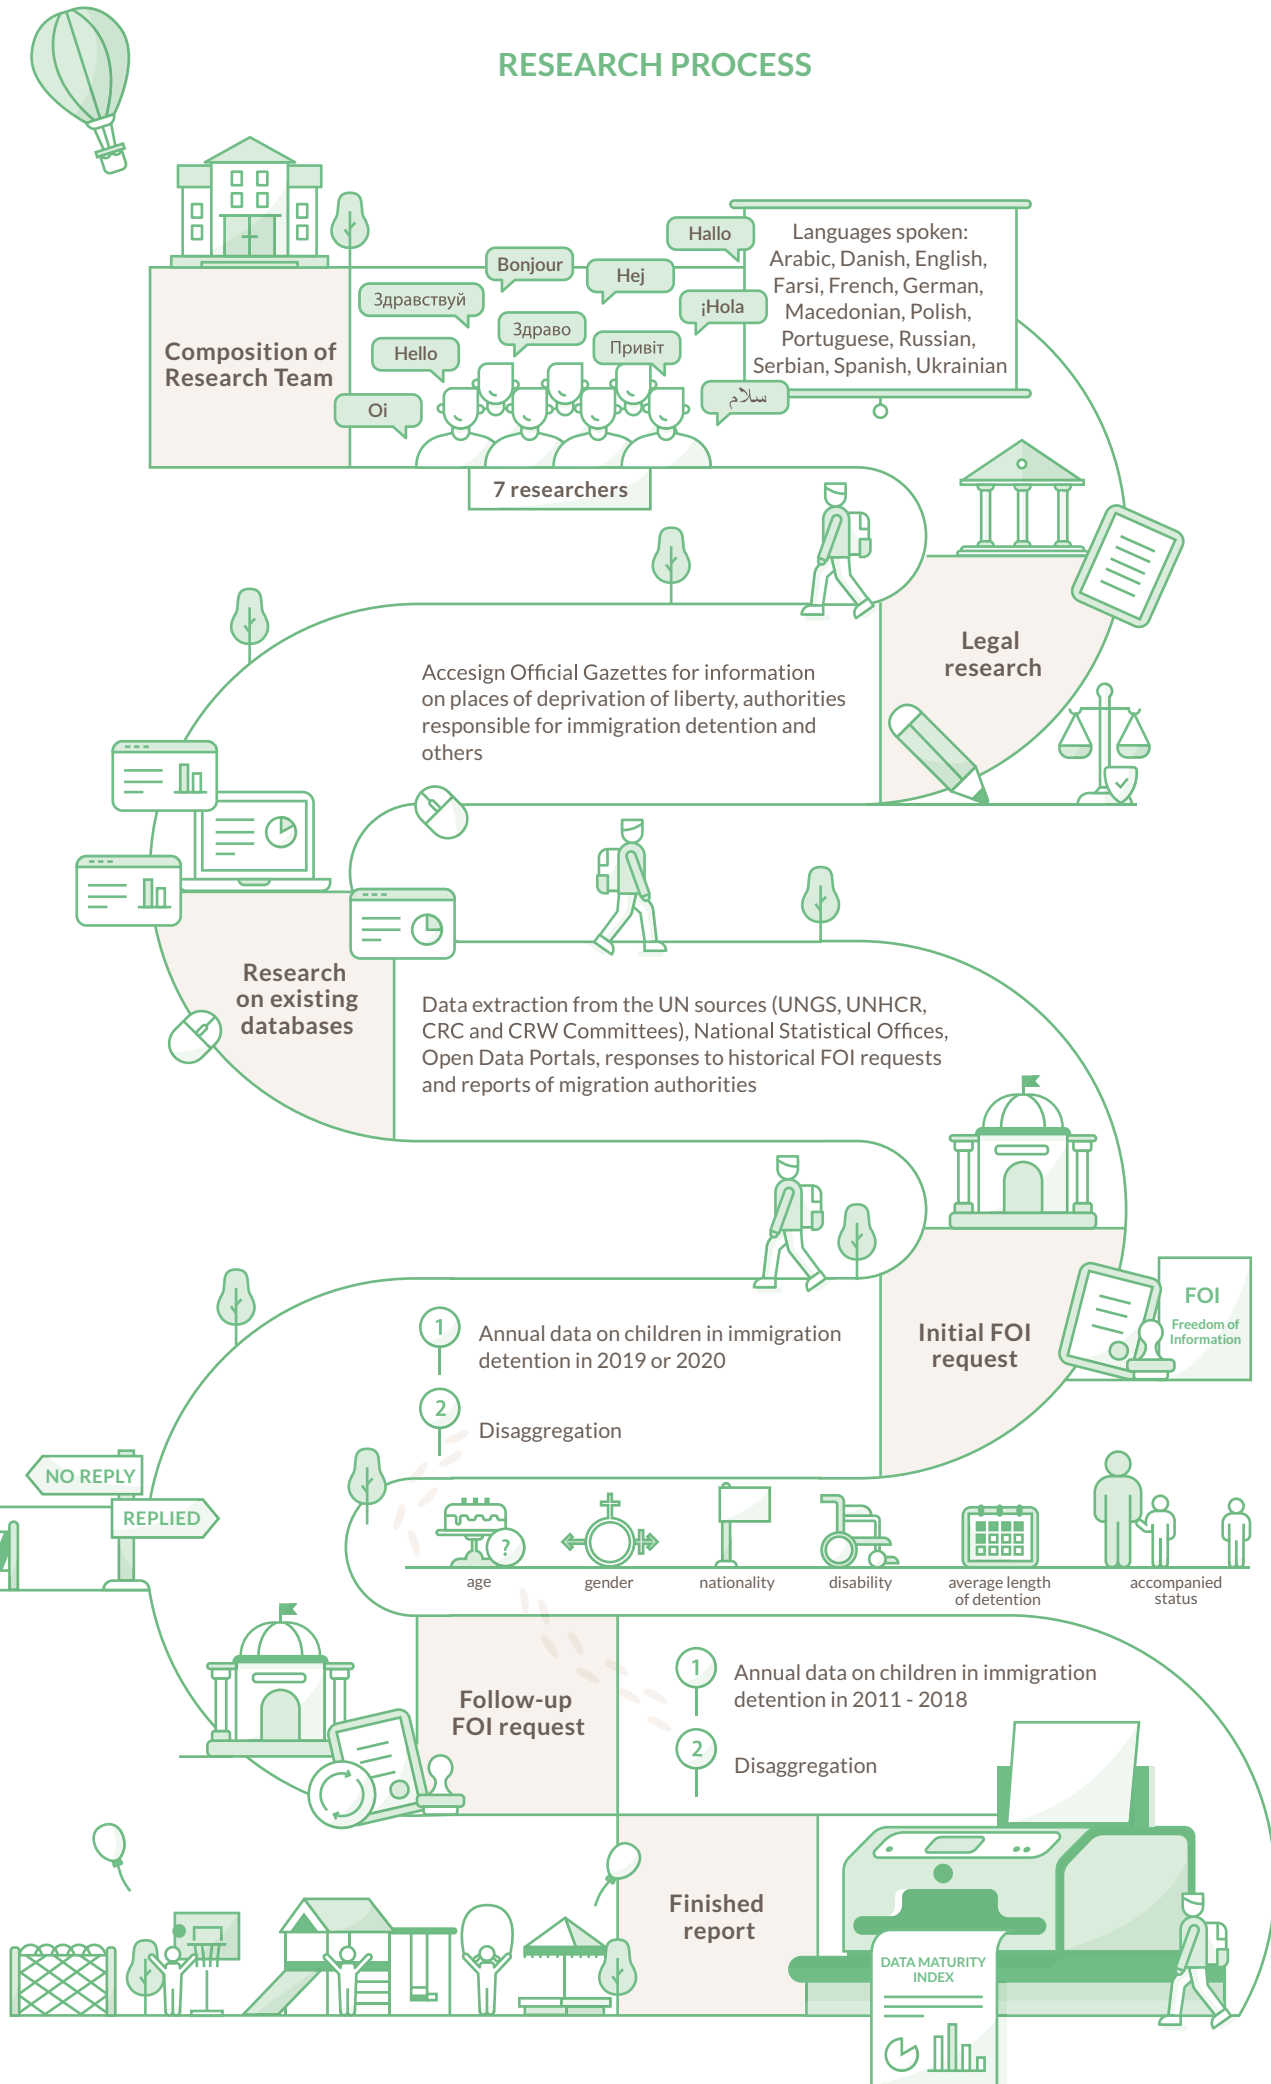 RESEARCH PROCESS
Hallo
Bonjour
Hej
Здравствуй
¡Hola
Здраво
Привіт
Hello
Oi
سلام
Languages spoken:
Arabic, Danish, English,
Farsi, French, German,
Macedonian, Polish,
Portuguese, Russian,
Serbian, Spanish, Ukrainian
Composition of
Research Team
7 researchers
Legal
research
Accesign Official Gazettes for information
on places of deprivation of liberty, authorities
responsible for immigration detention and
others
Research
on existing
databases
Data extraction from the UN sources (UNGS, UNHCR,
CRC and CRW Committees), National Statistical Offices,
Open Data Portals, responses to historical FOI requests
and reports of migration authorities
Initial FOI
request
FOI
Freedom of
Information
1
Annual data on children in immigration
detention in 2019 or 2020
2
Disaggregation
NO REPLY
REPLIED
?
age
gender
nationality
disability
average length
of detention
accompanied
status
Follow-up
FOI request
1
Annual data on children in immigration
detention in 2011 - 2018
2
Disaggregation
Finished
report
DATA MATURITY
INDEX